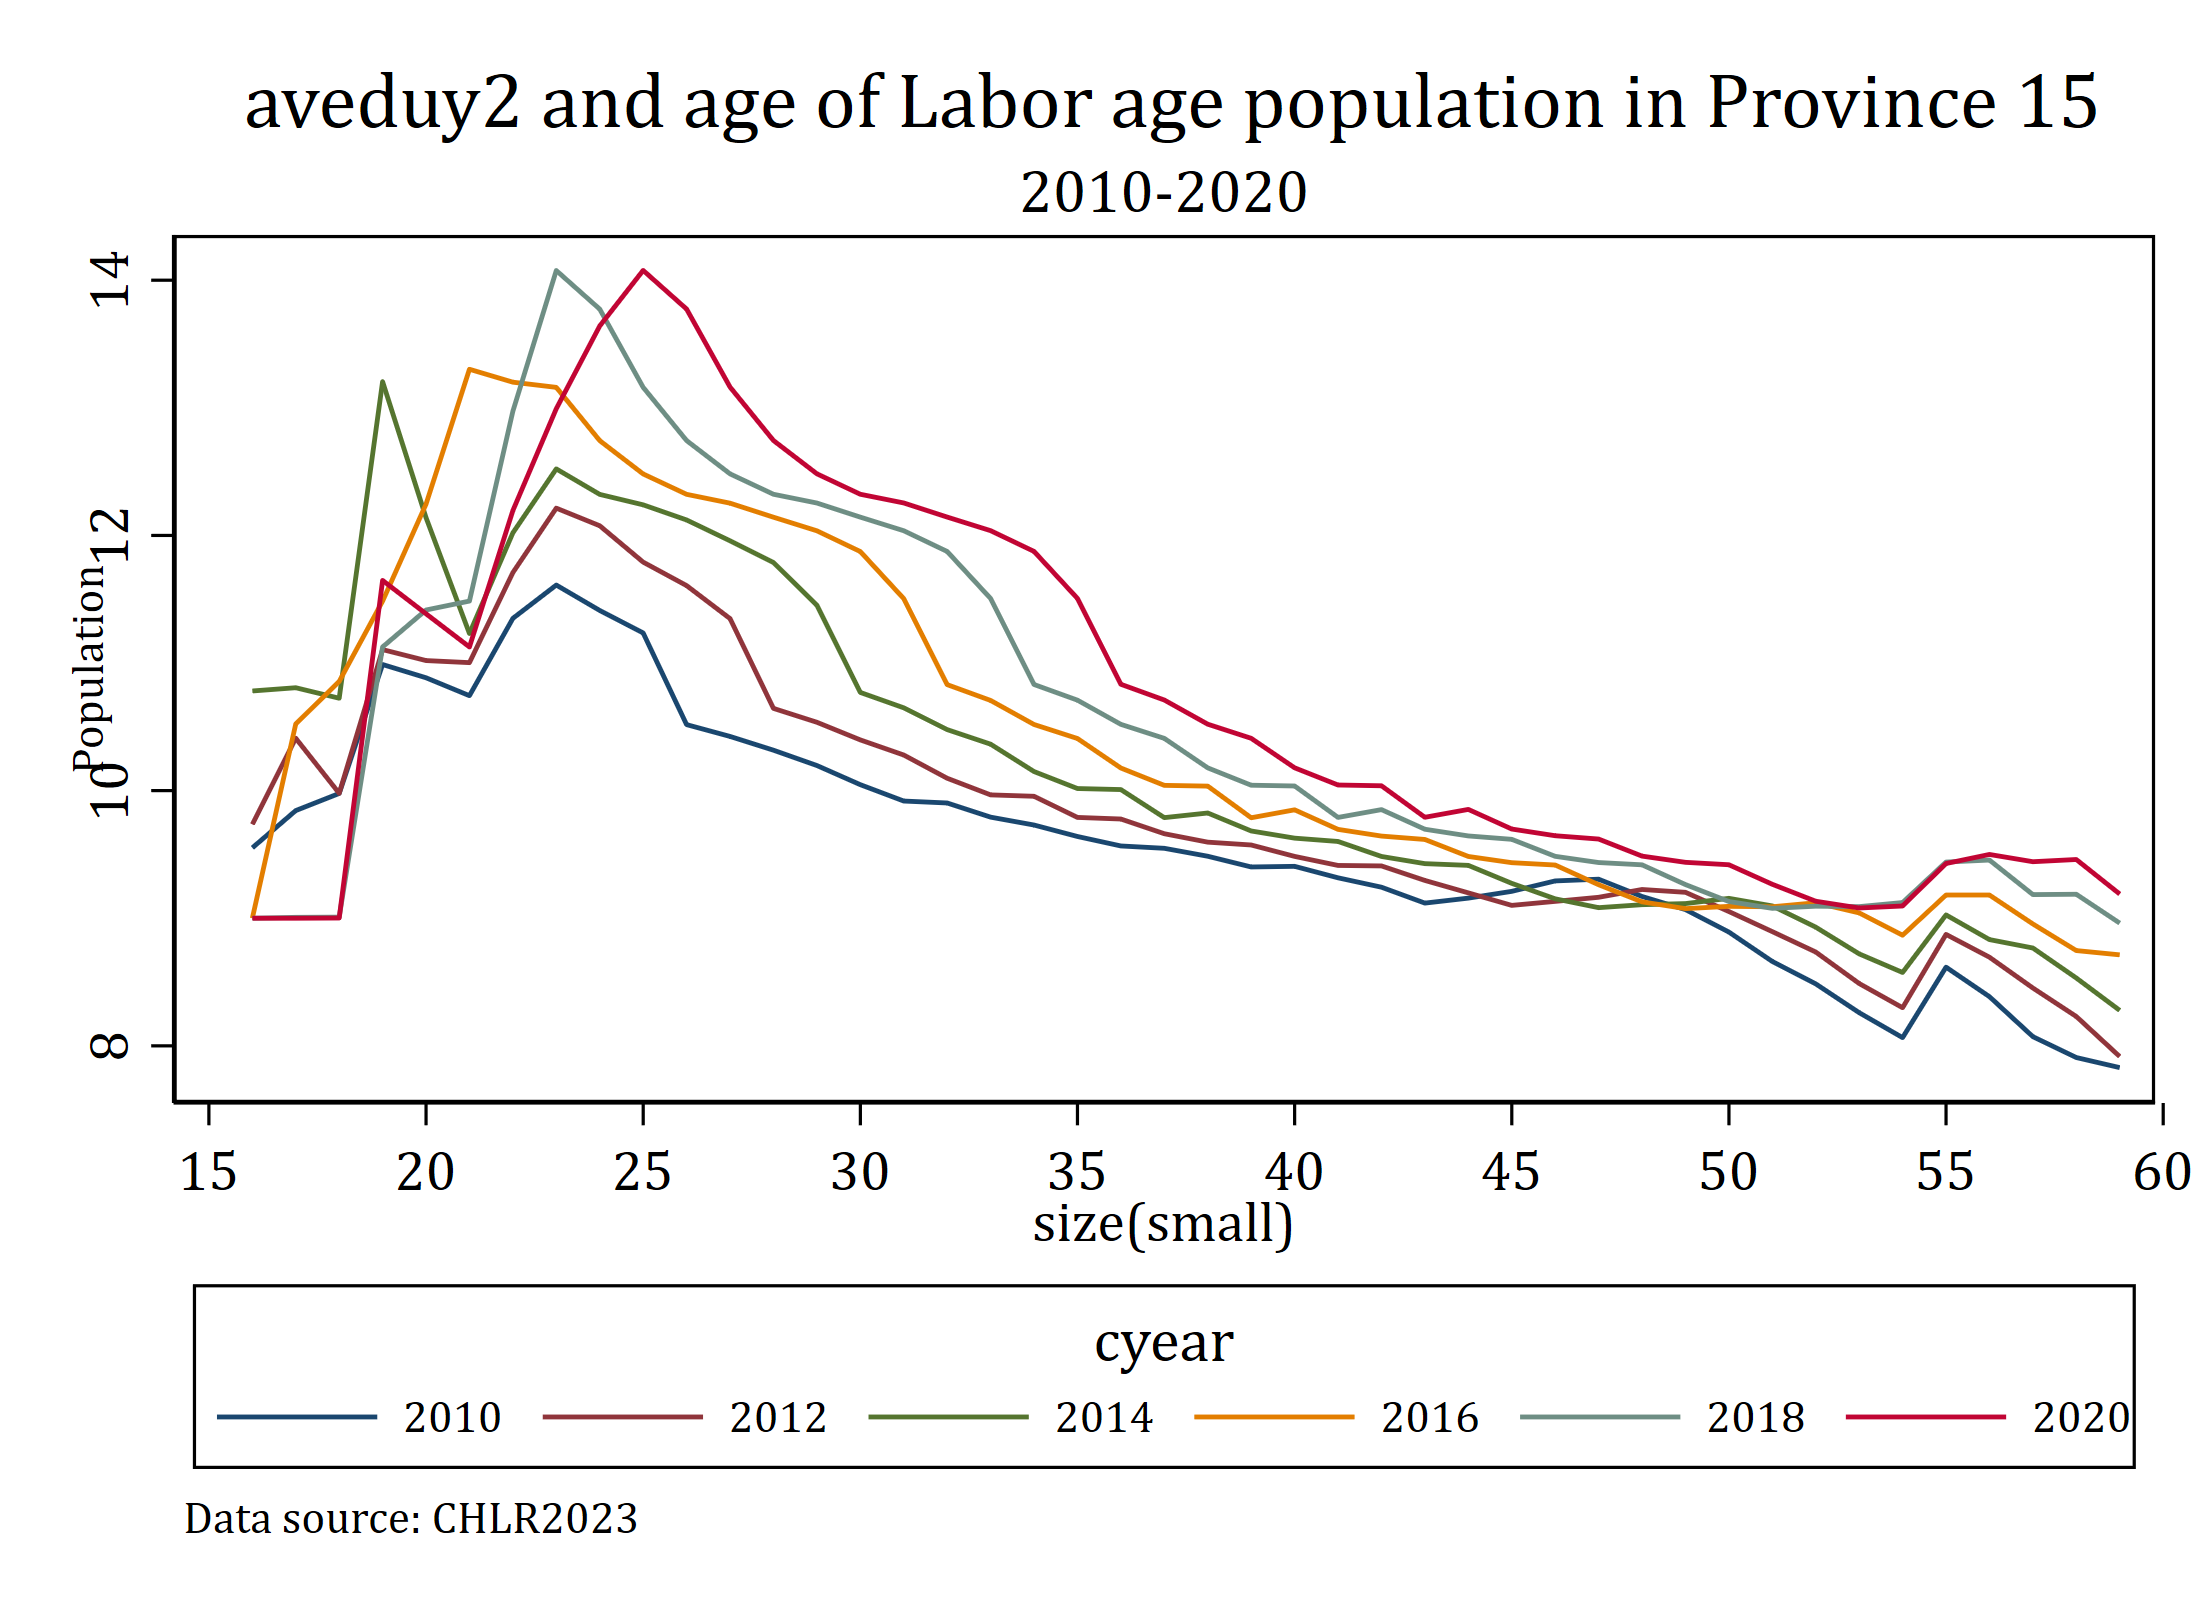 aveduy2 and age of Labor age population in Province 15
2010-2020
Population
14
12
10
8
15 20 25 30 35 40 45 50 55 60
size(small)
cyear
2010 2012 2014 2016 2018 2020
Data source: CHLR2023